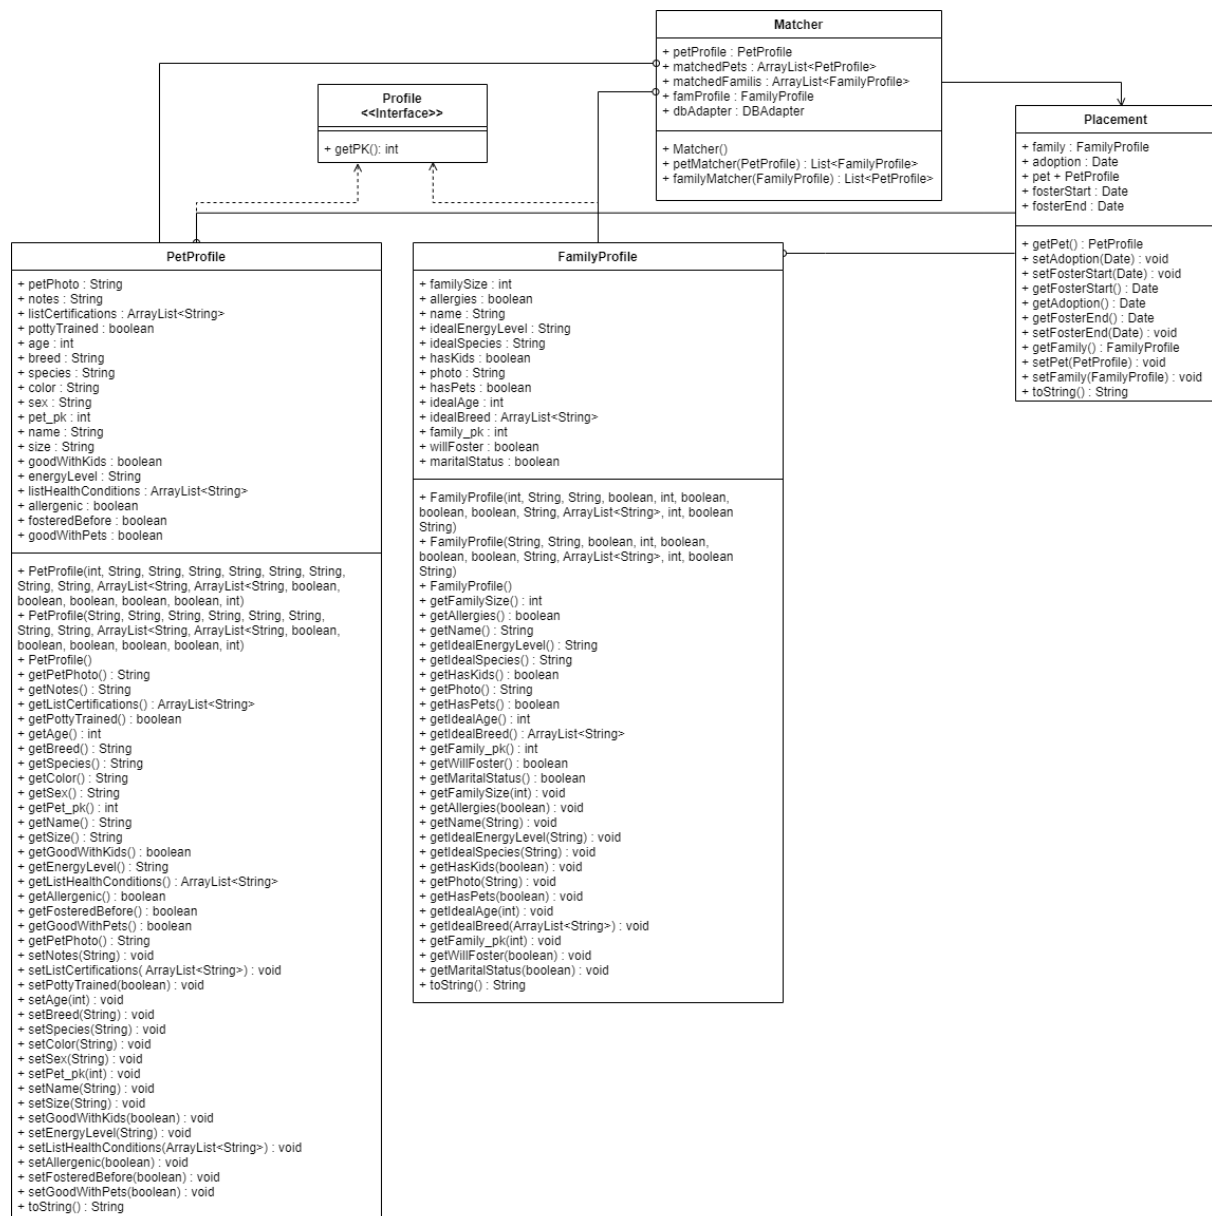 Matcher
+ petProfile : PetProfile
+ matchedPets : ArrayList<PetProfile>
+ matchedFamilis : ArrayList<FamilyProfile>
+ famProfile : FamilyProfile
+ dbAdapter : DBAdapter
+ Matcher()
+ petMatcher(PetProfile) : List<FamilyProfile>
+ familyMatcher(FamilyProfile) : List<PetProfile>
Profile
<<Interface>>
+ getPK(): int
Placement
+ family : FamilyProfile
+ adoption : Date
+ pet + PetProfile
+ fosterStart : Date
+ fosterEnd : Date
+ getPet() : PetProfile
+ setAdoption(Date) : void
+ setFosterStart(Date) : void
+ getFosterStart() : Date
+ getAdoption() : Date
+ getFosterEnd() : Date
+ setFosterEnd(Date) : void
+ getFamily() : FamilyProfile
+ setPet(PetProfile) : void
+ setFamily(FamilyProfile) : void
+ toString() : String
PetProfile
+ petPhoto : String
+ notes : String
+ listCertifications : ArrayList<String>
+ pottyTrained : boolean
+ age : int
+ breed : String
+ species : String
+ color : String
+ sex : String
+ pet_pk : int
+ name : String
+ size : String
+ goodWithKids : boolean
+ energyLevel : String
+ listHealthConditions : ArrayList<String>
+ allergenic : boolean
+ fosteredBefore : boolean
+ goodWithPets : boolean
+ PetProfile(int, String, String, String, String, String, String,
String, String, ArrayList<String, ArrayList<String, boolean,
boolean, boolean, boolean, boolean, int)
+ PetProfile(String, String, String, String, String, String,
String, String, ArrayList<String, ArrayList<String, boolean,
boolean, boolean, boolean, boolean, int)
+ PetProfile()
+ getPetPhoto() : String
+ getNotes() : String
+ getListCertifications() : ArrayList<String>
+ getPottyTrained() : boolean
+ getAge() : int
+ getBreed() : String
+ getSpecies() : String
+ getColor() : String
+ getSex() : String
+ getPet_pk() : int
+ getName() : String
+ getSize() : String
+ getGoodWithKids() : boolean
+ getEnergyLevel() : String
+ getListHealthConditions() : ArrayList<String>
+ getAllergenic() : boolean
+ getFosteredBefore() : boolean
+ getGoodWithPets() : boolean
+ getPetPhoto() : String
+ setNotes(String) : void
+ setListCertifications( ArrayList<String>) : void
+ setPottyTrained(boolean) : void
+ setAge(int) : void
+ setBreed(String) : void
+ setSpecies(String) : void
+ setColor(String) : void
+ setSex(String) : void
+ setPet_pk(int) : void
+ setName(String) : void
+ setSize(String) : void
+ setGoodWithKids(boolean) : void
+ setEnergyLevel(String) : void
+ setListHealthConditions(ArrayList<String>) : void
+ setAllergenic(boolean) : void
+ setFosteredBefore(boolean) : void
+ setGoodWithPets(boolean) : void
+ toString() : String
FamilyProfile
+ familySize : int
+ allergies : boolean
+ name : String
+ idealEnergyLevel : String
+ idealSpecies : String
+ hasKids : boolean
+ photo : String
+ hasPets : boolean
+ idealAge : int
+ idealBreed : ArrayList<String>
+ family_pk : int
+ willFoster : boolean
+ maritalStatus : boolean
+ FamilyProfile(int, String, String, boolean, int, boolean,
boolean, boolean, String, ArrayList<String>, int, boolean
String)
+ FamilyProfile(String, String, boolean, int, boolean,
boolean, boolean, String, ArrayList<String>, int, boolean
String)
+ FamilyProfile()
+ getFamilySize() : int
+ getAllergies() : boolean
+ getName() : String
+ getIdealEnergyLevel() : String
+ getIdealSpecies() : String
+ getHasKids() : boolean
+ getPhoto() : String
+ getHasPets() : boolean
+ getIdealAge() : int
+ getIdealBreed() : ArrayList<String>
+ getFamily_pk() : int
+ getWillFoster() : boolean
+ getMaritalStatus() : boolean
+ getFamilySize(int) : void
+ getAllergies(boolean) : void
+ getName(String) : void
+ getIdealEnergyLevel(String) : void
+ getIdealSpecies(String) : void
+ getHasKids(boolean) : void
+ getPhoto(String) : void
+ getHasPets(boolean) : void
+ getIdealAge(int) : void
+ getIdealBreed(ArrayList<String>) : void
+ getFamily_pk(int) : void
+ getWillFoster(boolean) : void
+ getMaritalStatus(boolean) : void
+ toString() : String